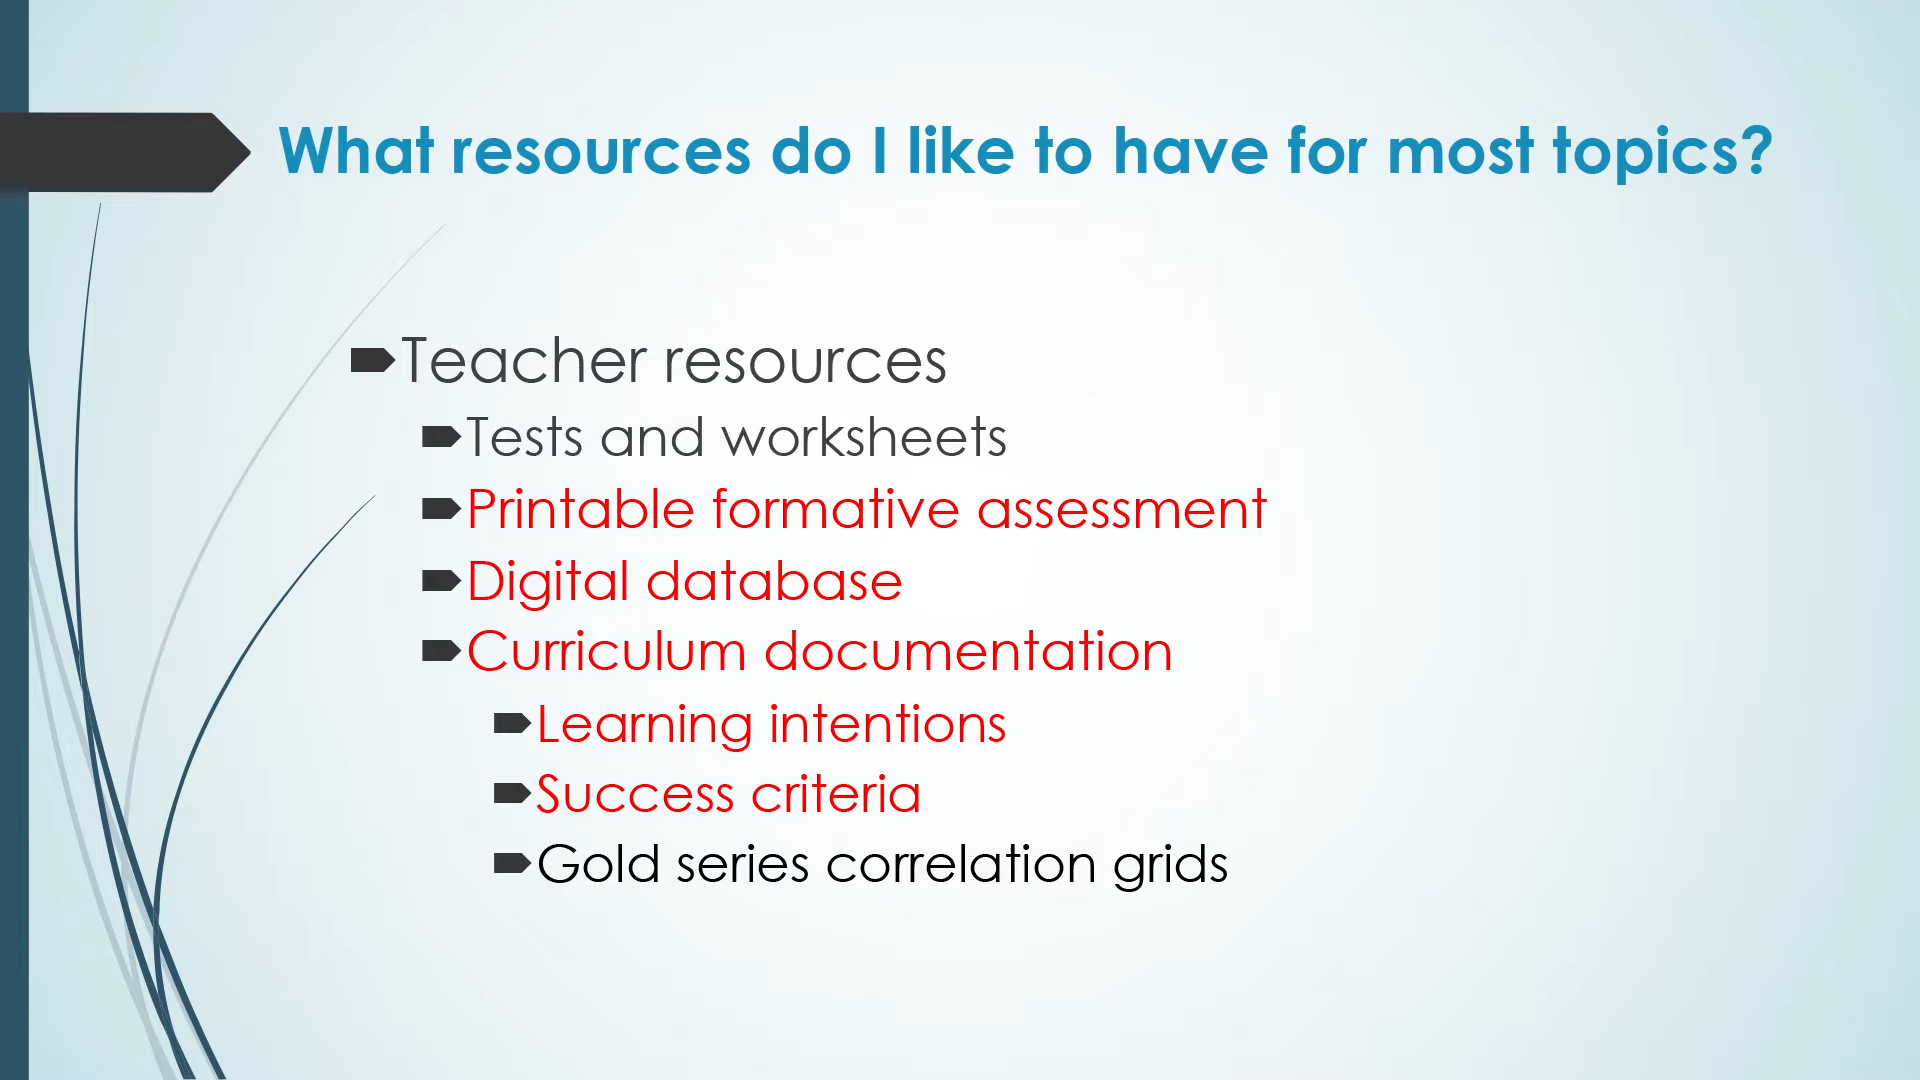 What resources do I like to have for most topics?
Teacher resources
Tests and worksheets
Printable formative assessment
Digital database
Curriculum documentation
Learning intentions
Success criteria
Gold series correlation grids